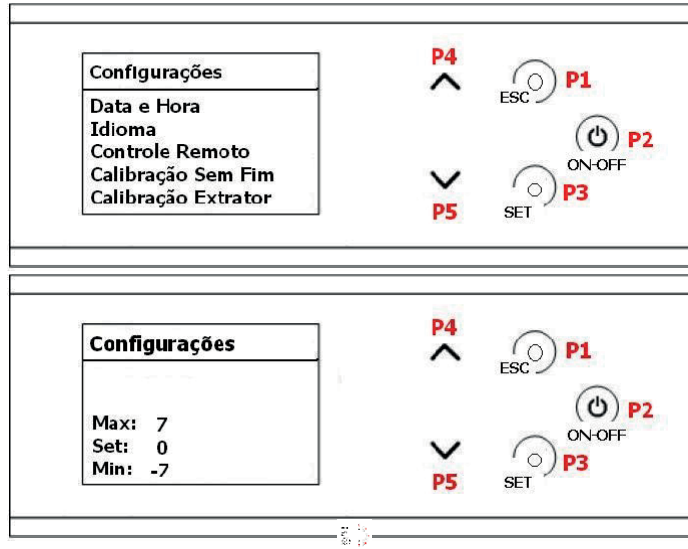 Configurações
Data e Hora
Idioma
Controle Remoto
Calibração Sem Fim
Calibração Extrator
P4
P5
ESC
P1
P2
ON-OFF
P3
SET
Configurações
Max: 7
Set: 0
Min: -7
P4
P5
ESC
P1
P2
ON-OFF
P3
SET